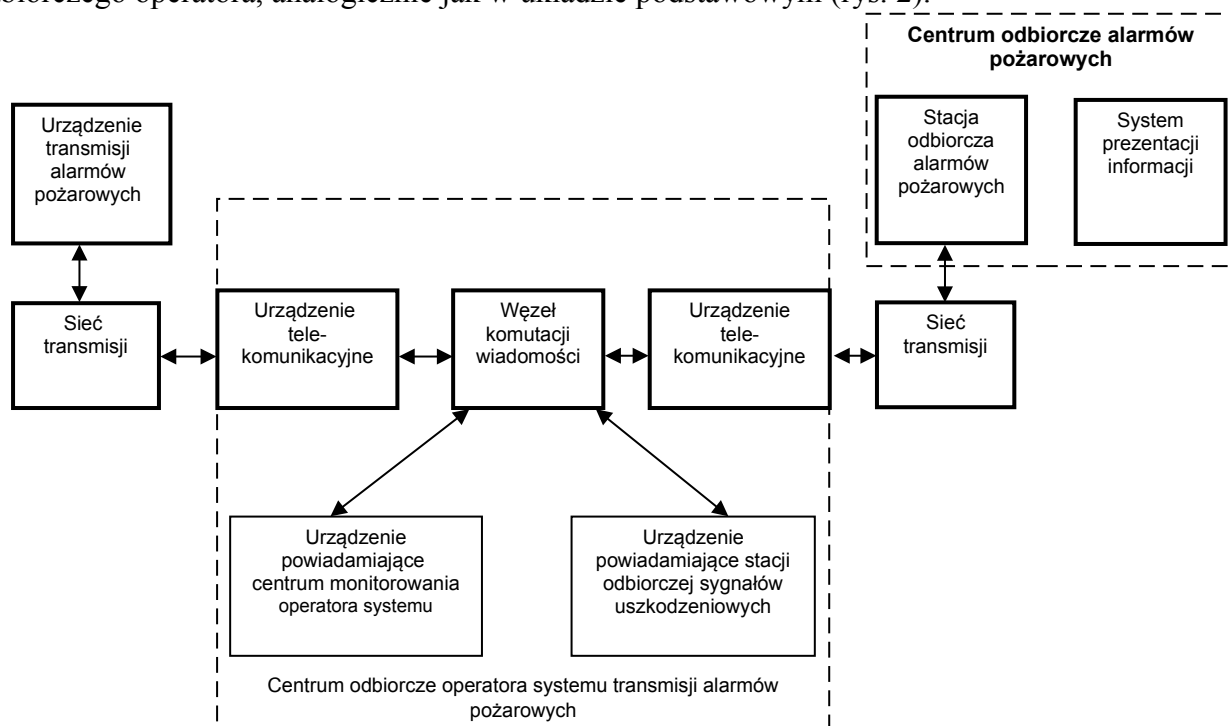 biorczego operatora, analogicznie jak w układzie podstawowym (rys. 2).
Centrum odbiorcze alarmów
pożarowych
Urządzenie
transmisji
alarmów
pożarowych
Stacja
odbiorcza
alarmów
pożarowych
System
prezentacji
informacji
Sieć
transmisji
Urządzenie
tele-
komunikacyjne
Węzeł
komutacji
wiadomości
Urządzenie
tele-
komunikacyjne
Sieć
transmisji
Urządzenie
powiadamiające
centrum monitorowania
operatora systemu
Urządzenie
powiadamiające stacji
odbiorczej sygnałów
uszkodzeniowych
Centrum odbiorcze operatora systemu transmisji alarmów
pożarowych